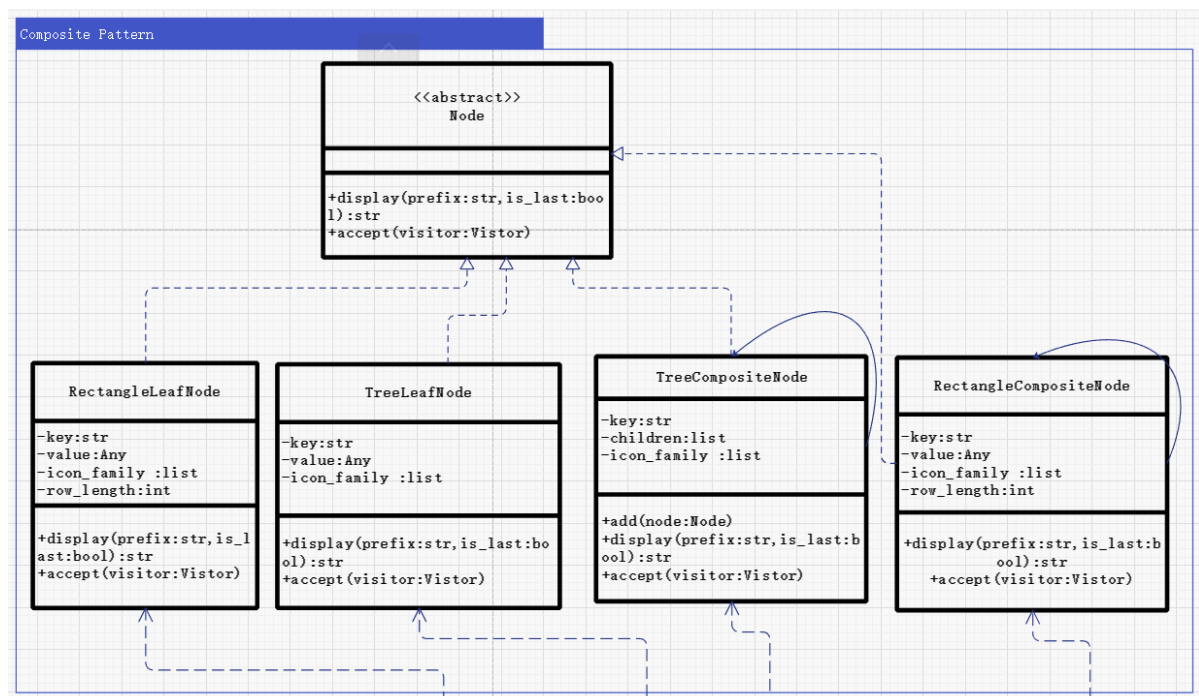 Composite Pattern
<<abstract>>
Node
+display(prefix:str,is_last:boo
l):str
+accept(visitor:Vistor)
RectangleLeafNode
-key:str
-value:Any
-icon_family :list
-row_length:int
+display(prefix:str,is_l
ast:bool):str
+accept(visitor:Vistor)
TreeLeafNode
-key:str
-value:Any
-icon_family :list
+display(prefix:str,is_last:bo
ol):str
+accept(visitor:Vistor)
TreeCompositeNode
-key:str
-children:list
-icon_family :list
+add(node:Node)
+display(prefix:str,is_last:b
ool):str
+accept(visitor:Vistor)
RectangleCompositeNode
-key:str
-value:Any
-icon_family :list
-row_length:int
+display(prefix:str,is_last:b
ool):str
+accept(visitor:Vistor)